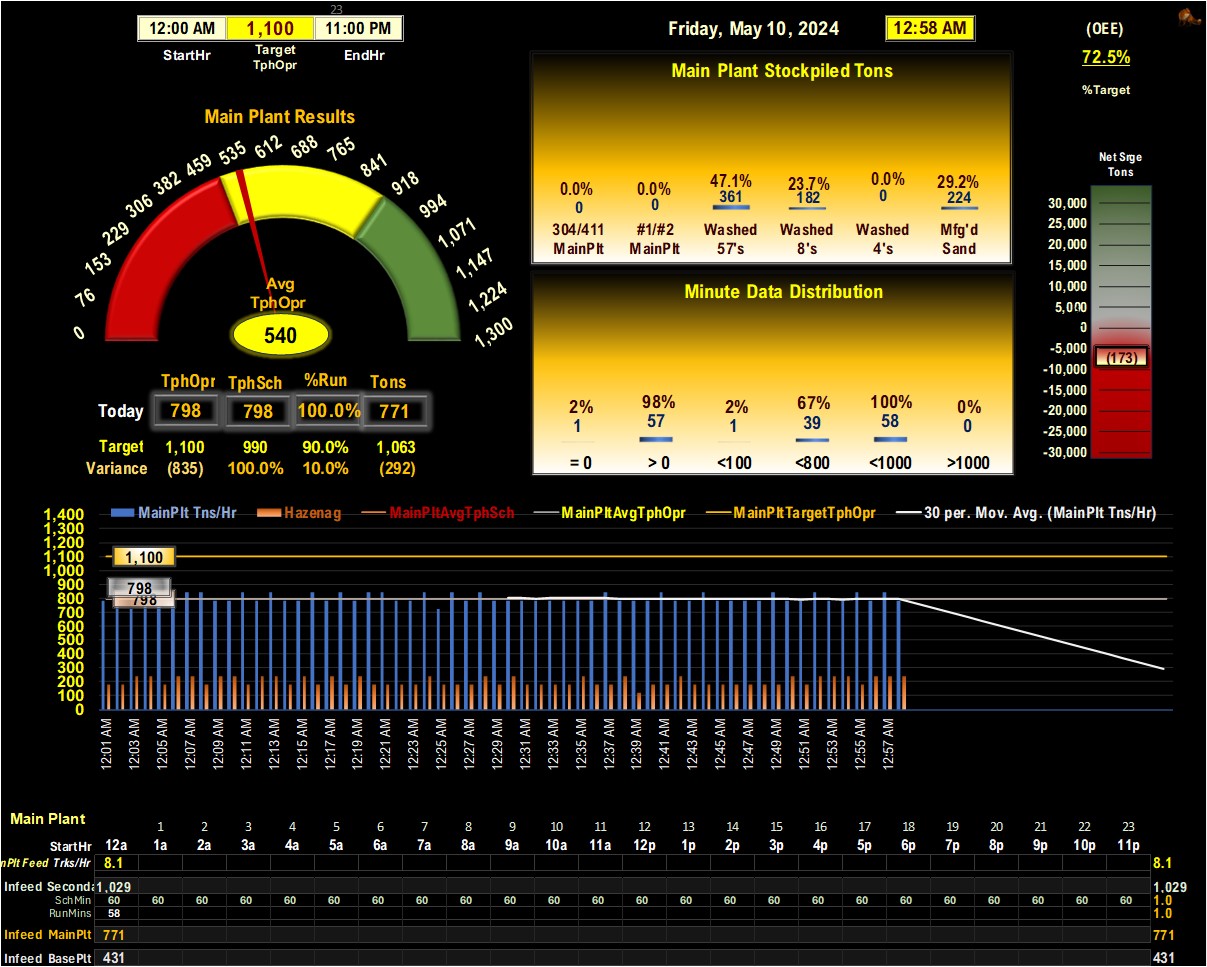 23
12:00 AM 1,100 11:00 PM
StartHr Target TphOpr EndHr
Friday, May 10, 2024 12:58 AM
(OEE)
72.5%
%Target
Main Plant Results
0 76 153 229 306 382 459 535 612 688 765 841 918 994 1,071 1,147 1,224 1,300
Avg
TphOpr
540
TphOpr TphSch %Run Tons
Today 798 798 100.0% 771
Target 1,100 990 90.0% 1,063
Variance (835) 100.0% 10.0% (292)
Main Plant Stockpiled Tons
0.0% 0.0% 47.1% 23.7% 0.0% 29.2%
0 0 361 182 0 224
304/411 #1/#2 Washed Washed Washed Mfg'd
MainPlt MainPlt 57's 8's 4's Sand
Minute Data Distribution
2% 98% 2% 67% 100% 0%
1 57 1 39 58 0
= 0 > 0 <100 <800 <1000 >1000
Net Srge
Tons
30,000
25,000
20,000
15,000
10,000
5,000
0
-5,000
(173)
-10,000
-15,000
-20,000
-25,000
-30,000
MainPlt Tns/Hr Hazenag MainPltAvgTphSch MainPltAvgTphOpr MainPltTargetTphOpr 30 per. Mov. Avg. (MainPlt Tns/Hr)
1,400
1,300
1,200
1,100
1,000
900
800
700
600
500
400
300
200
100
0
1,100
798
798
12:01 AM 12:03 AM 12:05 AM 12:07 AM 12:09 AM 12:11 AM 12:13 AM 12:15 AM 12:17 AM 12:19 AM 12:21 AM 12:23 AM 12:25 AM 12:27 AM 12:29 AM 12:31 AM 12:33 AM 12:35 AM 12:37 AM 12:39 AM 12:41 AM 12:43 AM 12:45 AM 12:47 AM 12:49 AM 12:51 AM 12:53 AM 12:55 AM 12:57 AM
Main Plant
1 2 3 4 5 6 7 8 9 10 11 12 13 14 15 16 17 18 19 20 21 22 23
StartHr 12a 1a 2a 3a 4a 5a 6a 7a 8a 9a 10a 11a 12p 1p 2p 3p 4p 5p 6p 7p 8p 9p 10p 11p
nPlt Feed Trks/Hr 8.1 8.1
Infeed Seconda 1,029 1,029
SchMin 60 60 60 60 60 60 60 60 60 60 60 60 60 60 60 60 60 60 60 60 60 60 60 60 1.0
RunMins 58 1.0
Infeed MainPlt 771 771
Infeed BasePlt 431 431